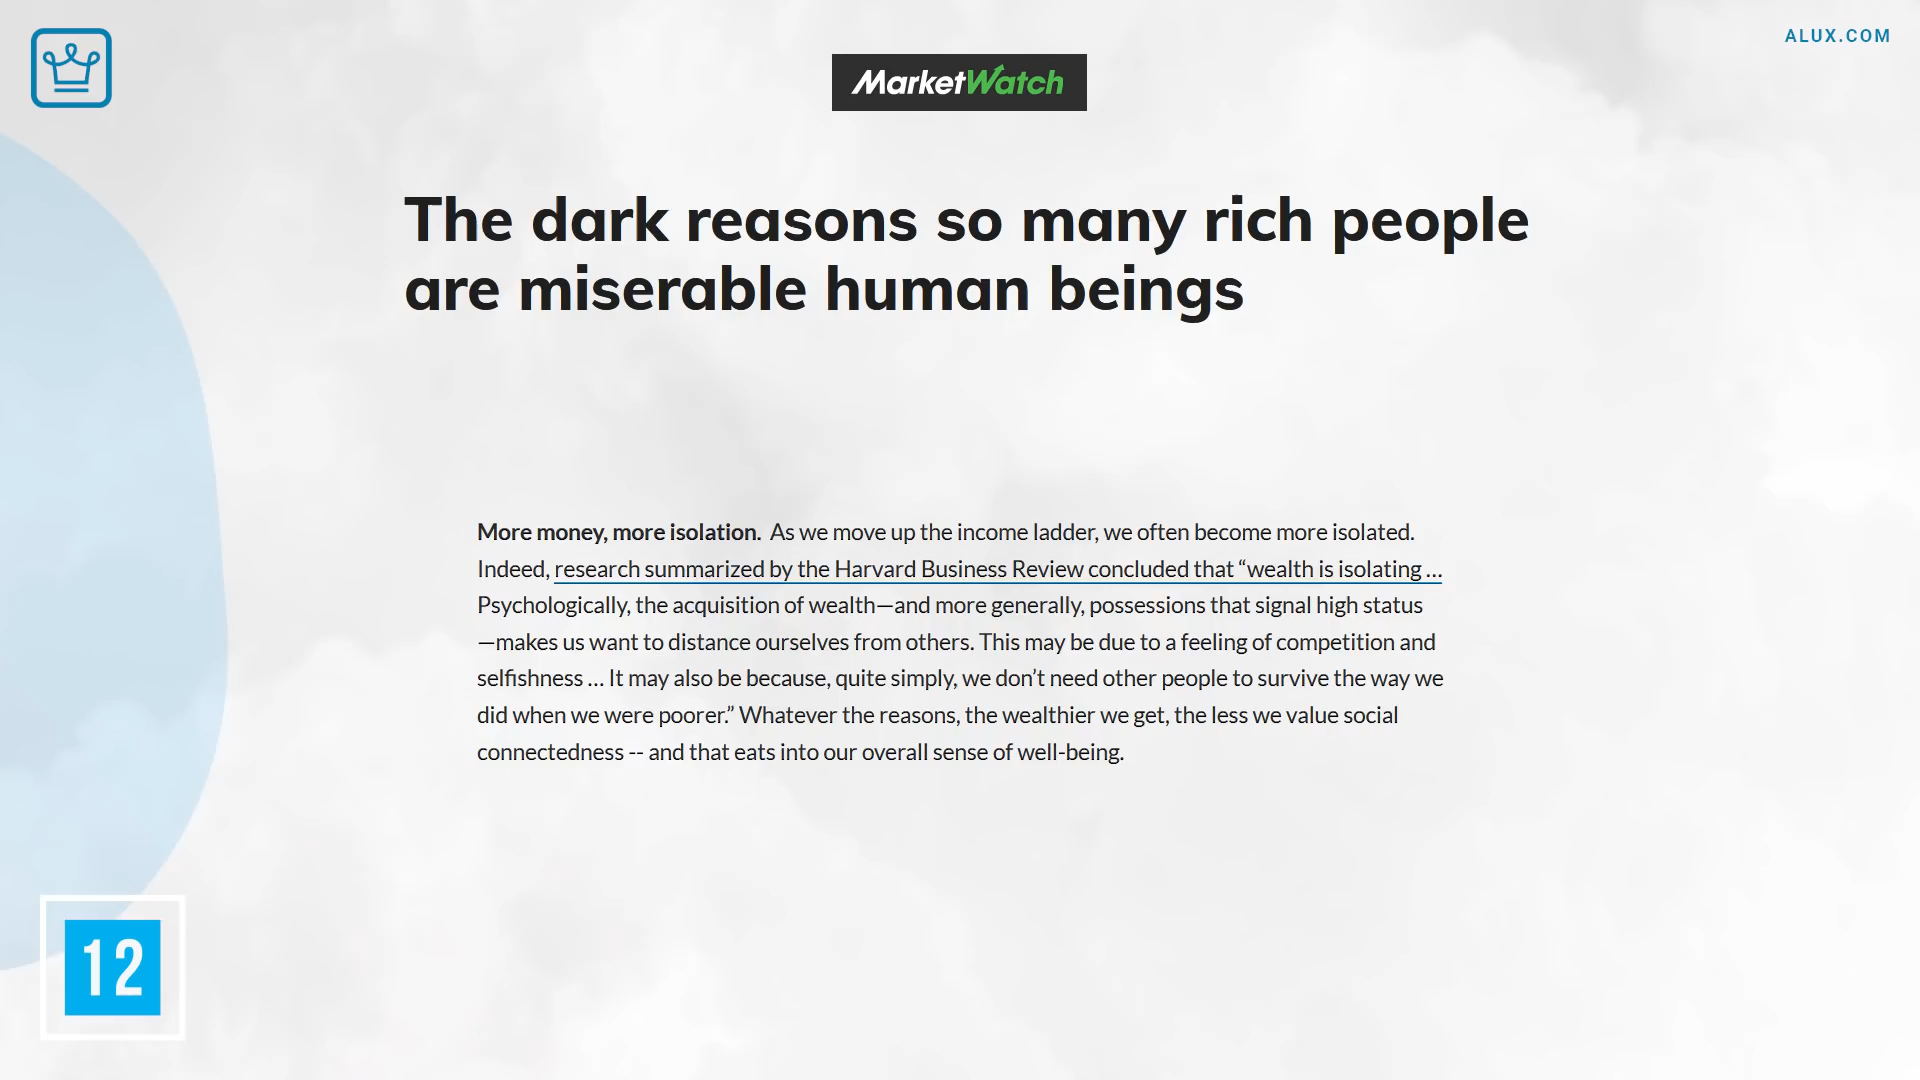 ALUX.COM
MarketWatch
The dark reasons so many rich people
are miserable human beings
More money, more isolation. As we move up the income ladder, we often become more isolated.
Indeed, research summarized by the Harvard Business Review concluded that “wealth is isolating ...
Psychologically, the acquisition of wealth—and more generally, possessions that signal high status
—makes us want to distance ourselves from others. This may be due to a feeling of competition and
selfishness ... It may also be because, quite simply, we don’t need other people to survive the way we
did when we were poorer.” Whatever the reasons, the wealthier we get, the less we value social
connectedness -- and that eats into our overall sense of well-being.
12